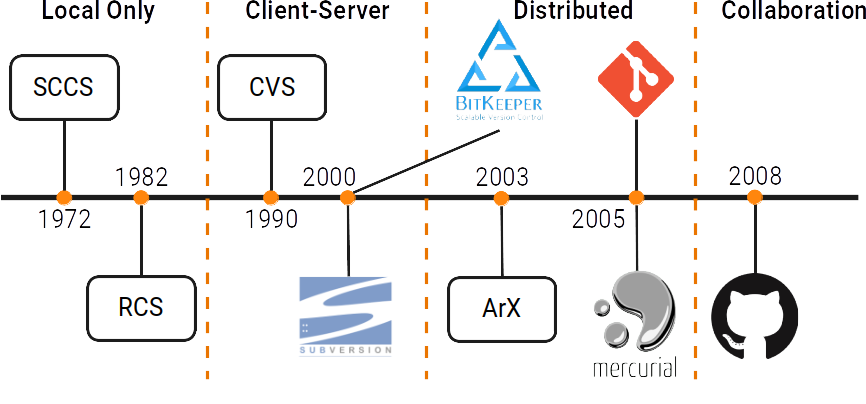 Local Only
Client-Server
Distributed
Collaboration
SCCS
CVS
BITKEEPER
Scalable Version Control
1982
2000
2003
2008
1972
1990
2005
RCS
SUBVERSION
ArX
mercurial